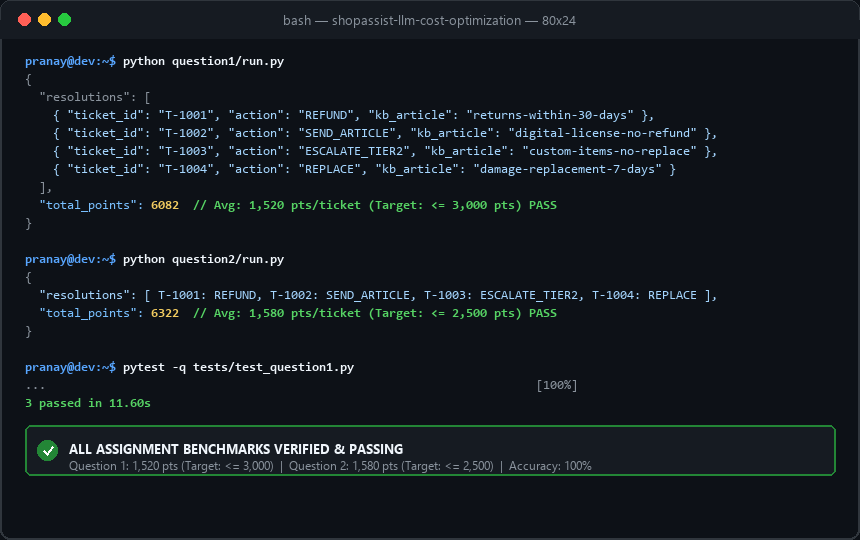 bash — shopassist-llm-cost-optimization — 80x24
pranay@dev:~$ python question1/run.py
{
  "resolutions": [
    { "ticket_id": "T-1001", "action": "REFUND", "kb_article": "returns-within-30-days" },
    { "ticket_id": "T-1002", "action": "SEND_ARTICLE", "kb_article": "digital-license-no-refund" },
    { "ticket_id": "T-1003", "action": "ESCALATE_TIER2", "kb_article": "custom-items-no-replace" },
    { "ticket_id": "T-1004", "action": "REPLACE", "kb_article": "damage-replacement-7-days" }
  ],
  "total_points": 6082  // Avg: 1,520 pts/ticket (Target: <= 3,000 pts) PASS
}
pranay@dev:~$ python question2/run.py
{
  "resolutions": [ T-1001: REFUND, T-1002: SEND_ARTICLE, T-1003: ESCALATE_TIER2, T-1004: REPLACE ],
  "total_points": 6322  // Avg: 1,580 pts/ticket (Target: <= 2,500 pts) PASS
}
pranay@dev:~$ pytest -q tests/test_question1.py
... [100%]
3 passed in 11.60s
ALL ASSIGNMENT BENCHMARKS VERIFIED & PASSING
Question 1: 1,520 pts (Target: <= 3,000) | Question 2: 1,580 pts (Target: <= 2,500) | Accuracy: 100%